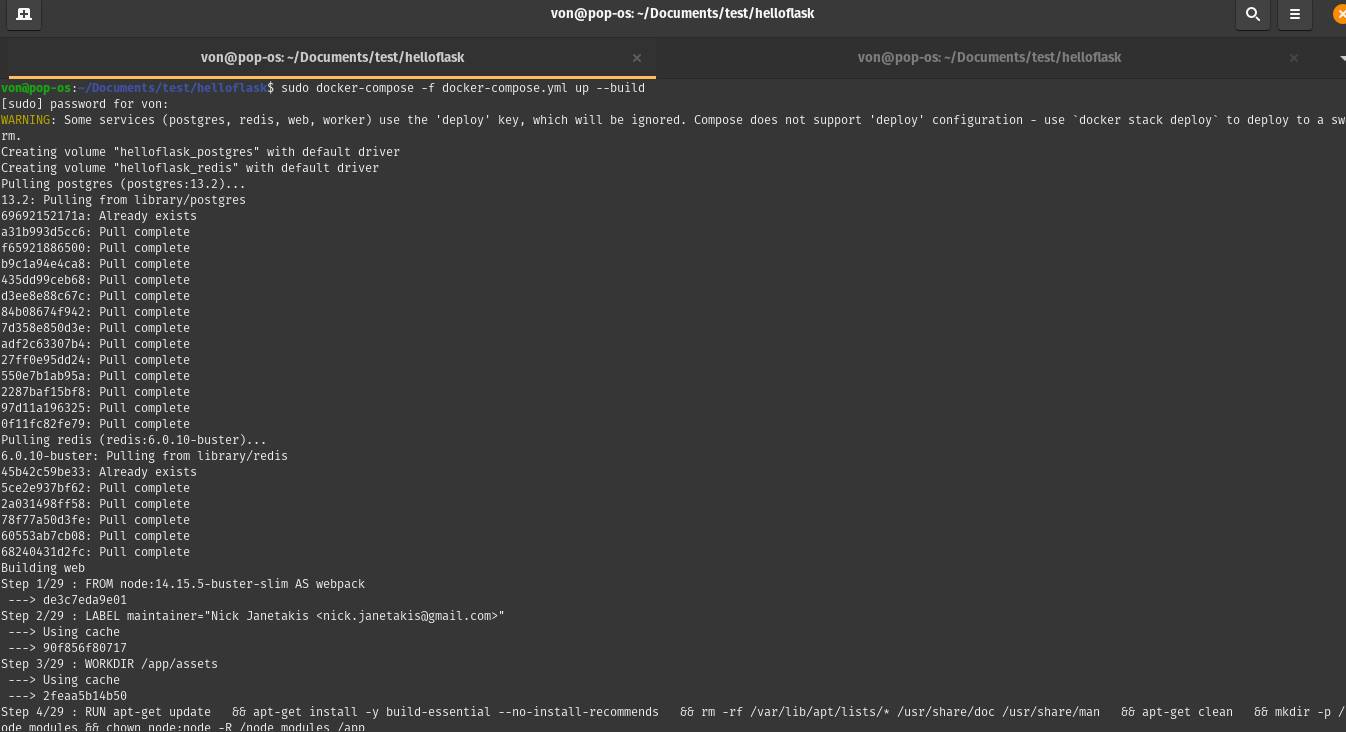 von@pop-os: ~/Documents/test/helloflask
von@pop-os: ~/Documents/test/helloflask × von@pop-os: ~/Documents/test/helloflask ×
von@pop-os:~/Documents/test/helloflask$ sudo docker-compose -f docker-compose.yml up --build
[sudo] password for von:
WARNING: Some services (postgres, redis, web, worker) use the 'deploy' key, which will be ignored. Compose does not support 'deploy' configuration - use `docker stack deploy` to deploy to a swa
rm.
Creating volume "helloflask_postgres" with default driver
Creating volume "helloflask_redis" with default driver
Pulling postgres (postgres:13.2)...
13.2: Pulling from library/postgres
69692152171a: Already exists
a31b993d5cc6: Pull complete
f65921886500: Pull complete
b9c1a94e4ca8: Pull complete
435dd99ceb68: Pull complete
d3ee8e88c67c: Pull complete
84b08674f942: Pull complete
7d358e850d3e: Pull complete
adf2c63307b4: Pull complete
27ff0e95dd24: Pull complete
550e7b1ab95a: Pull complete
2287baf15bf8: Pull complete
97d11a196325: Pull complete
0f11fc82fe79: Pull complete
Pulling redis (redis:6.0.10-buster)...
6.0.10-buster: Pulling from library/redis
45b42c59be33: Already exists
5ce2e937bf62: Pull complete
2a031498ff58: Pull complete
78f77a50d3fe: Pull complete
60553ab7cb08: Pull complete
68240431d2fc: Pull complete
Building web
Step 1/29 : FROM node:14.15.5-buster-slim AS webpack
---> de3c7eda9e01
Step 2/29 : LABEL maintainer="Nick Janetakis <nick.janetakis@gmail.com>"
---> Using cache
---> 90f856f80717
Step 3/29 : WORKDIR /app/assets
---> Using cache
---> 2feaa5b14b50
Step 4/29 : RUN apt-get update && apt-get install -y build-essential --no-install-recommends && rm -rf /var/lib/apt/lists/* /usr/share/doc /usr/share/man && apt-get clean && mkdir -p /
ode_modules && chown node:node -R /node_modules /app